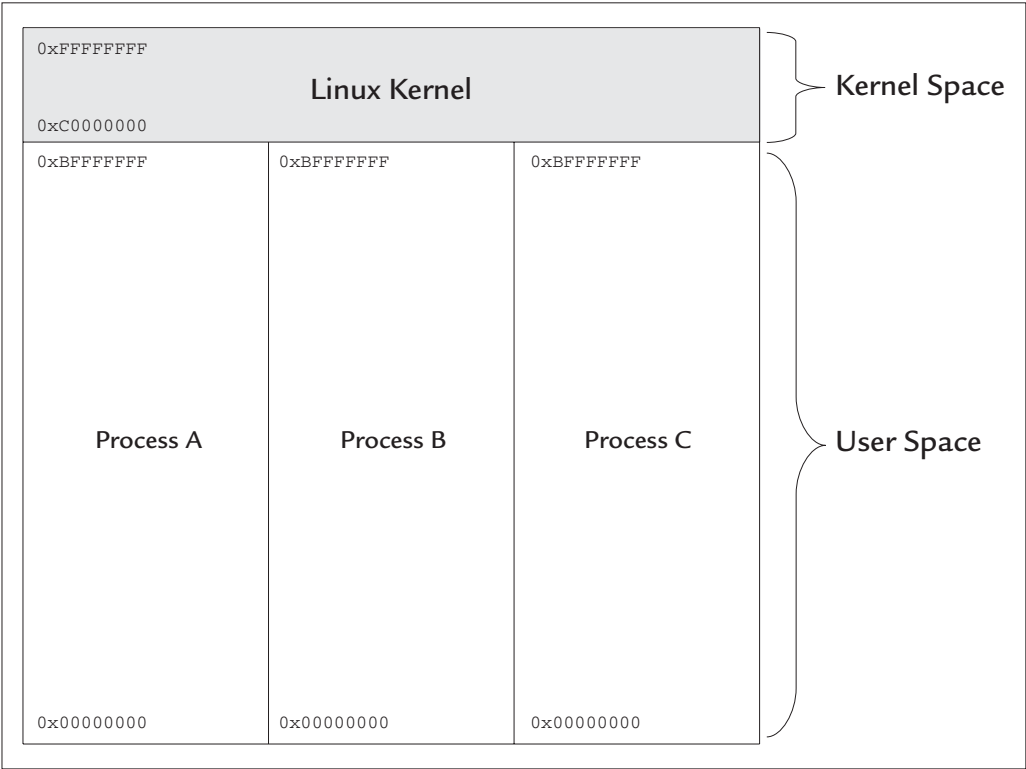 0xFFFFFFFF
Linux Kernel
Kernel Space
0xC0000000
0xBFFFFFFF 0xBFFFFFFF 0xBFFFFFFF
Process A Process B Process C
User Space
0x00000000 0x00000000 0x00000000